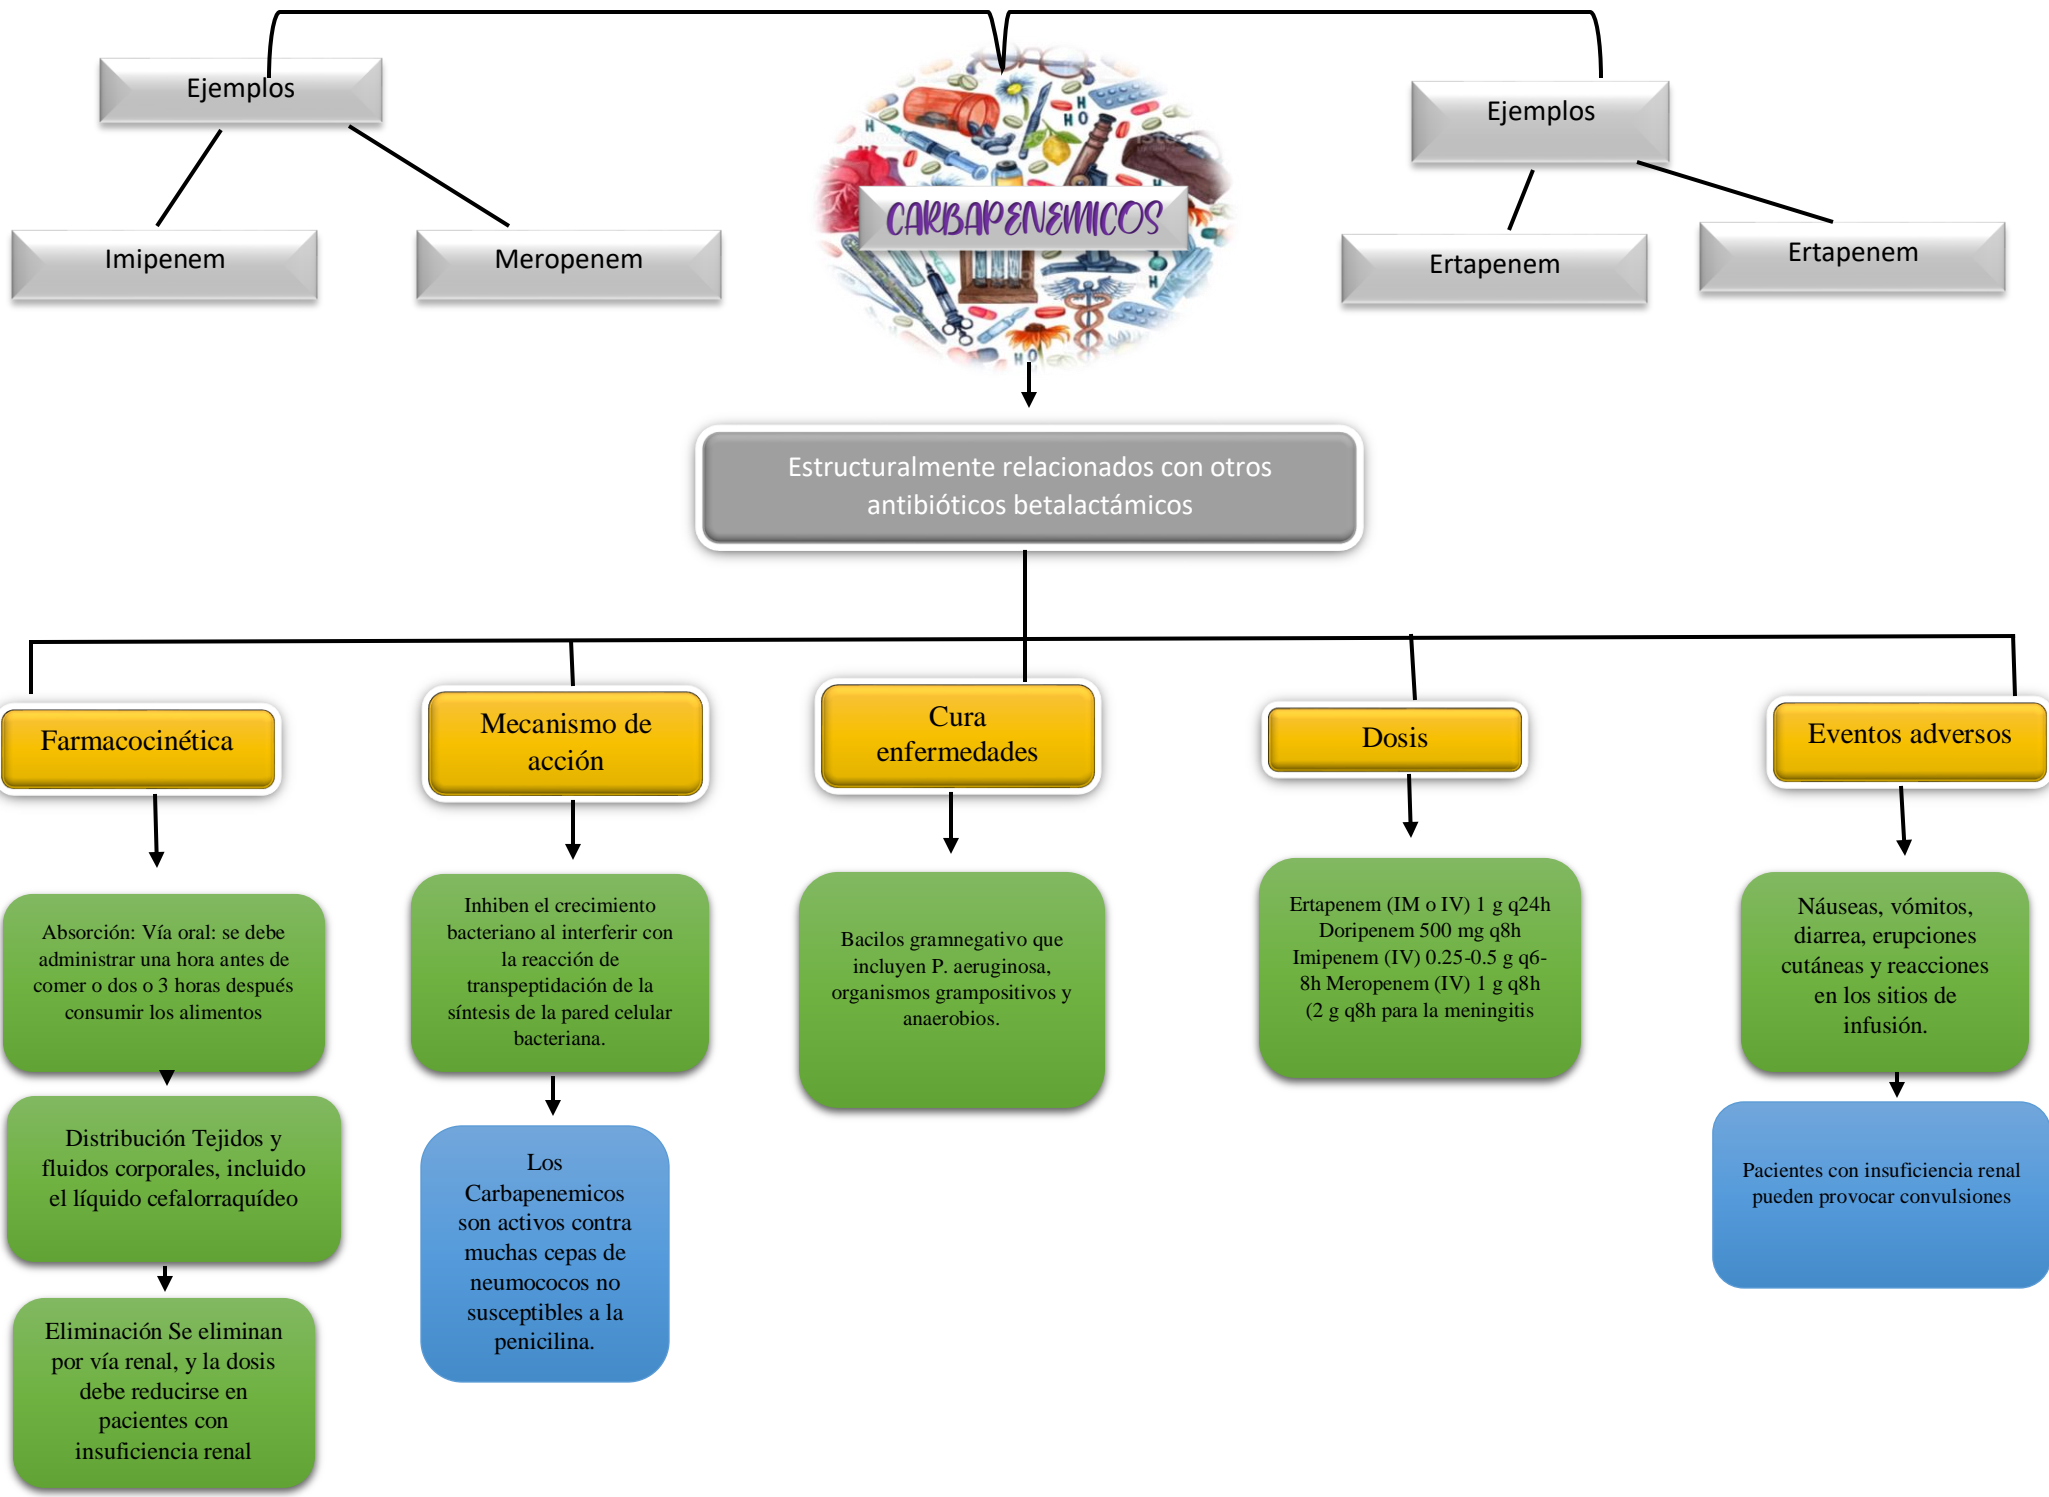 Ejemplos
Ejemplos
CARBAPENEMICOS
Imipenem
Meropenem
Ertapenem
Ertapenem
Estructuralmente relacionados con otros
antibióticos betalactámicos
Farmacocinética
Mecanismo de
acción
Cura
enfermedades
Dosis
Eventos adversos
Absorción: Vía oral: se debe
administrar una hora antes de
comer o dos o 3 horas después
consumir los alimentos
Distribución Tejidos y
fluidos corporales, incluido
el líquido cefalorraquídeo
Eliminación Se eliminan
por vía renal, y la dosis
debe reducirse en
pacientes con
insuficiencia renal
Inhiben el crecimiento
bacteriano al interferir con
la reacción de
transpeptidación de la
síntesis de la pared celular
bacteriana.
Los
Carbapenemicos
son activos contra
muchas cepas de
neumococos no
susceptibles a la
penicilina.
Bacilos gramnegativo que
incluyen P. aeruginosa,
organismos grampositivos y
anaerobios.
Ertapenem (IM o IV) 1 g q24h
Doripenem 500 mg q8h
Imipenem (IV) 0.25-0.5 g q6-
8h Meropenem (IV) 1 g q8h
(2 g q8h para la meningitis
Náuseas, vómitos,
diarrea, erupciones
cutáneas y reacciones
en los sitios de
infusión.
Pacientes con insuficiencia renal
pueden provocar convulsiones